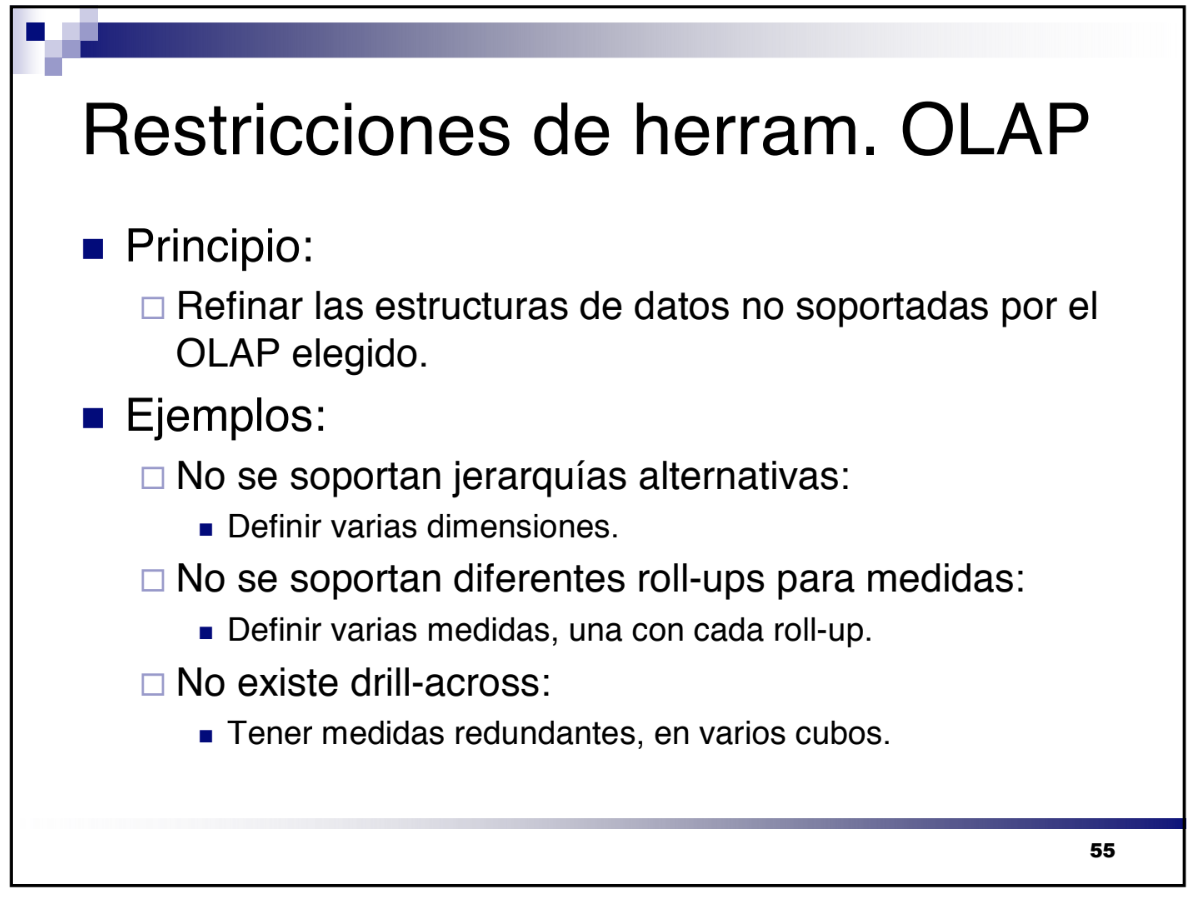 Restricciones de herram. OLAP
Principio:
Refinar las estructuras de datos no soportadas por el
OLAP elegido.
Ejemplos:
No se soportan jerarquías alternativas:
Definir varias dimensiones.
No se soportan diferentes roll-ups para medidas:
Definir varias medidas, una con cada roll-up.
No existe drill-across:
Tener medidas redundantes, en varios cubos.
55